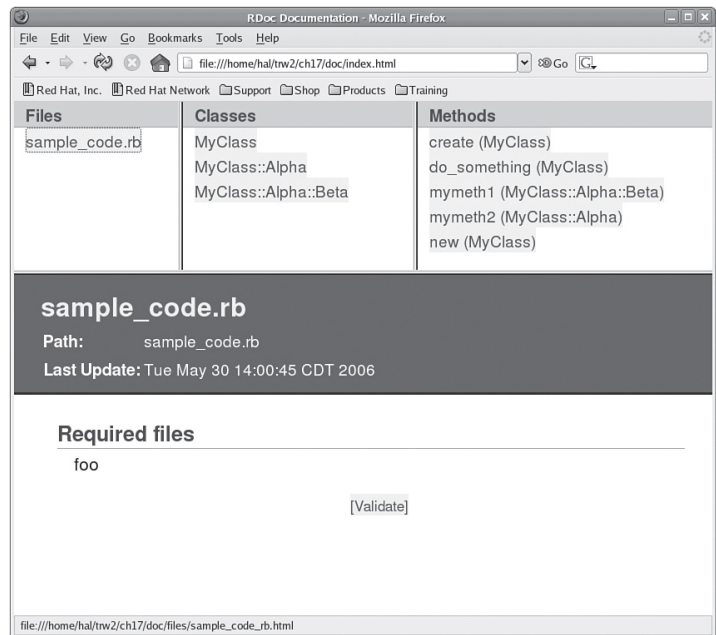 RDoc Documentation - Mozilla Firefox
File Edit View Go Bookmarks Tools Help
file:///home/hal/trw2/ch17/doc/index.html Go G
Red Hat, Inc. Red Hat Network Support Shop Products Training
Files Classes Methods
sample_code.rb MyClass create (MyClass)
MyClass::Alpha do_something (MyClass)
MyClass::Alpha::Beta mymeth1 (MyClass::Alpha::Beta)
mymeth2 (MyClass::Alpha)
new (MyClass)
sample_code.rb
Path: sample_code.rb
Last Update: Tue May 30 14:00:45 CDT 2006
Required files
foo
[Validate]
file:///home/hal/trw2/ch17/doc/files/sample_code_rb.html